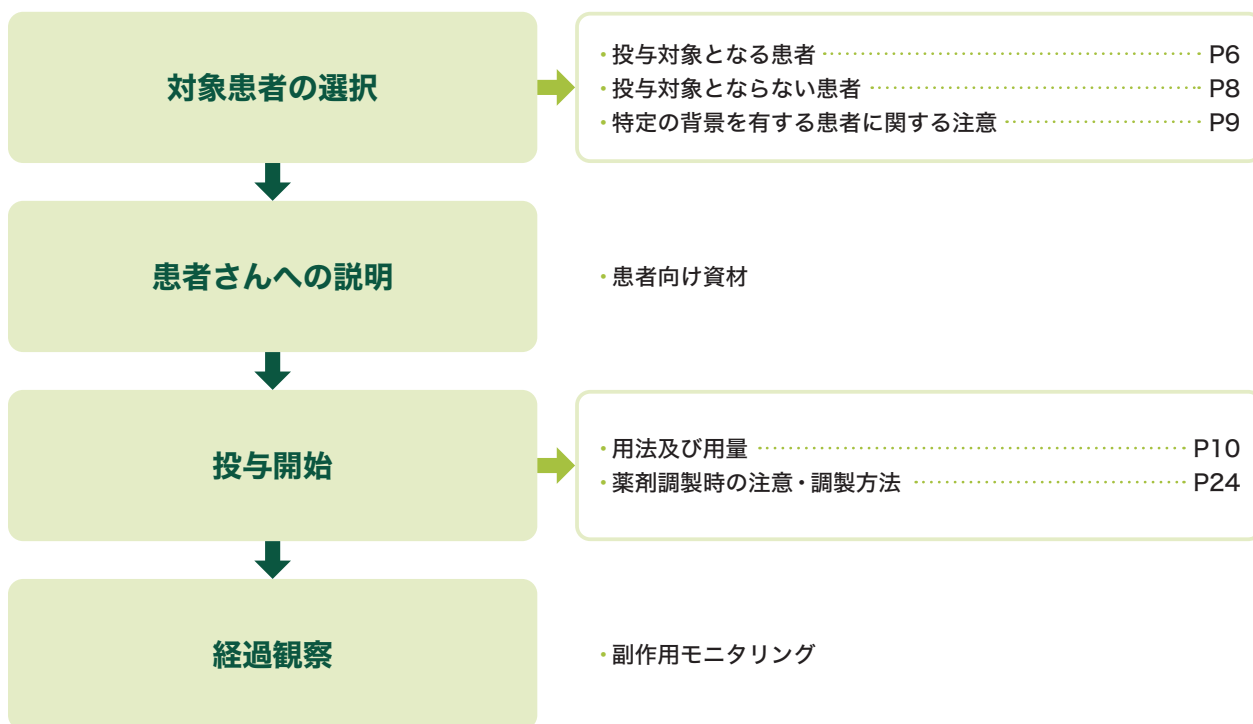 対象患者の選択
・投与対象となる患者 P6
・投与対象とならない患者 P8
・特定の背景を有する患者に関する注意 P9
患者さんへの説明
・患者向け資材
投与開始
・用法及び用量 P10
・薬剤調製時の注意・調製方法 P24
経過観察
・副作用モニタリング